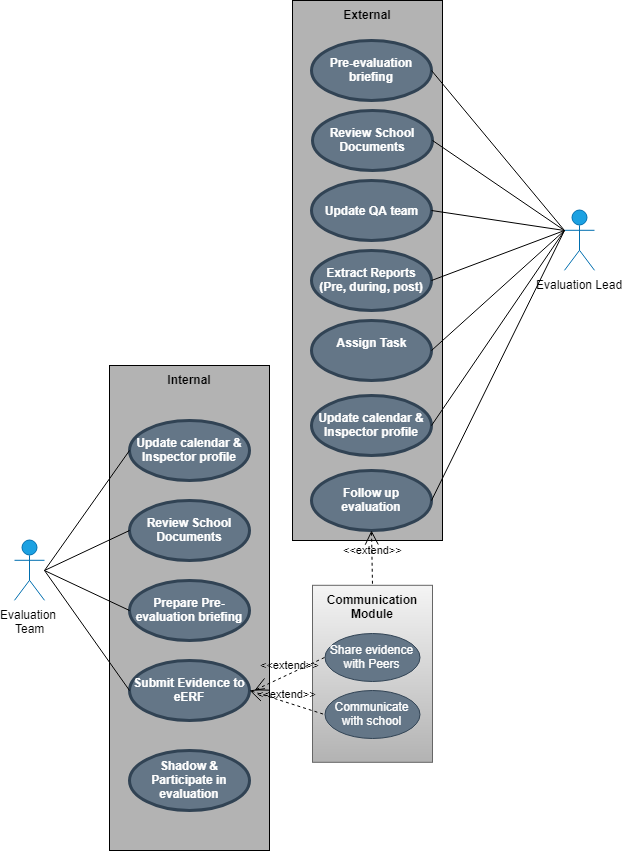 External
Pre-evaluation
briefing
Review School
Documents
Update QA team
Extract Reports
(Pre, during, post)
Assign Task
Update calendar &
Inspector profile
Follow up
evaluation
<<extend>>
Evaluation Lead
Internal
Update calendar &
Inspector profile
Review School
Documents
Prepare Pre-
evaluation briefing
Submit Evidence to
eERF
Shadow &
Participate in
evaluation
Evaluation
Team
Communication
Module
Share evidence
with Peers
Communicate
with school
<<extend>>
<<extend>>